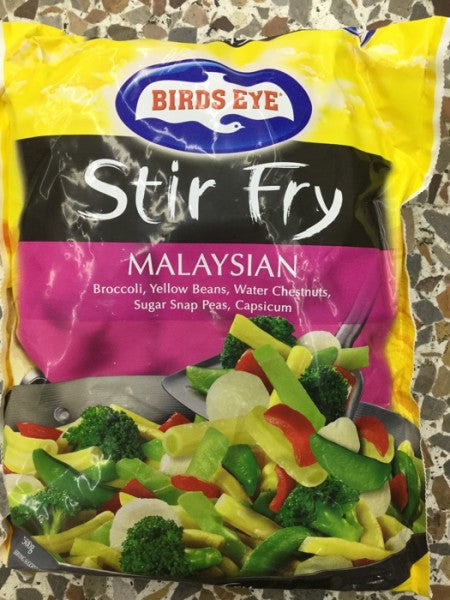 BIRDS EYE®
Stir Fry
MALAYSIAN
Broccoli, Yellow Beans, Water Chestnuts,
Sugar Snap Peas, Capsicum